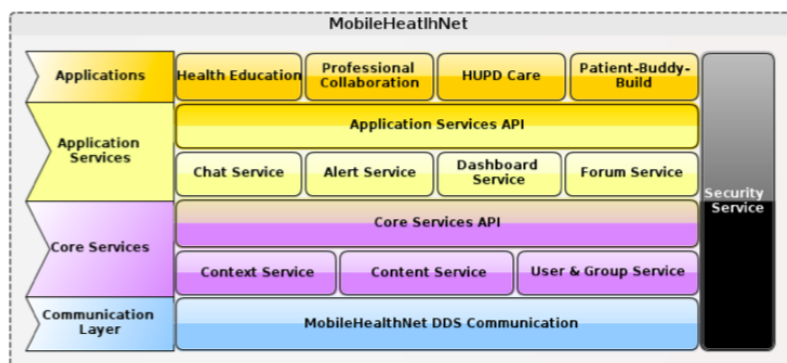 MobileHeatlhNet
Applications
Health Education
Professional
Collaboration
HUPD Care
Patient-Buddy-
Build
Application
Services
Application Services API
Chat Service
Alert Service
Dashboard
Service
Forum Service
Security
Service
Core Services
Core Services API
Context Service
Content Service
User & Group Service
Communication
Layer
MobileHealthNet DDS Communication